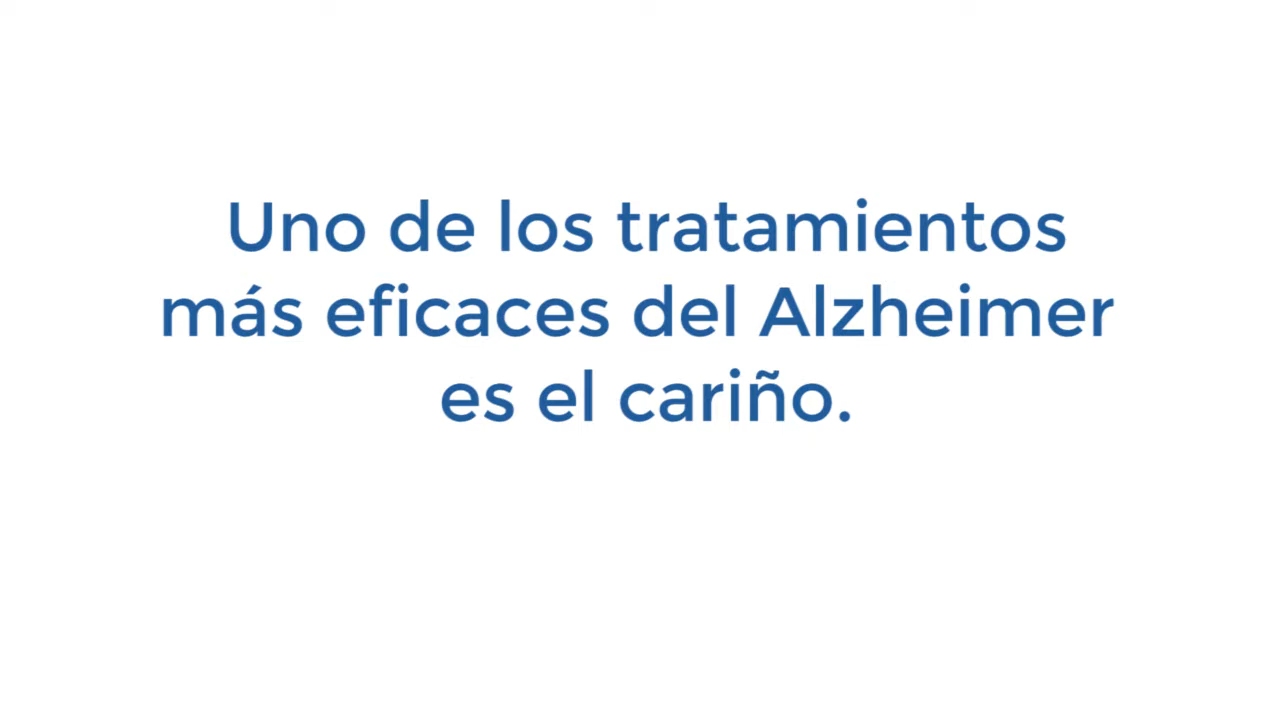 Uno de los tratamientos
más eficaces del Alzheimer
es el cariño.